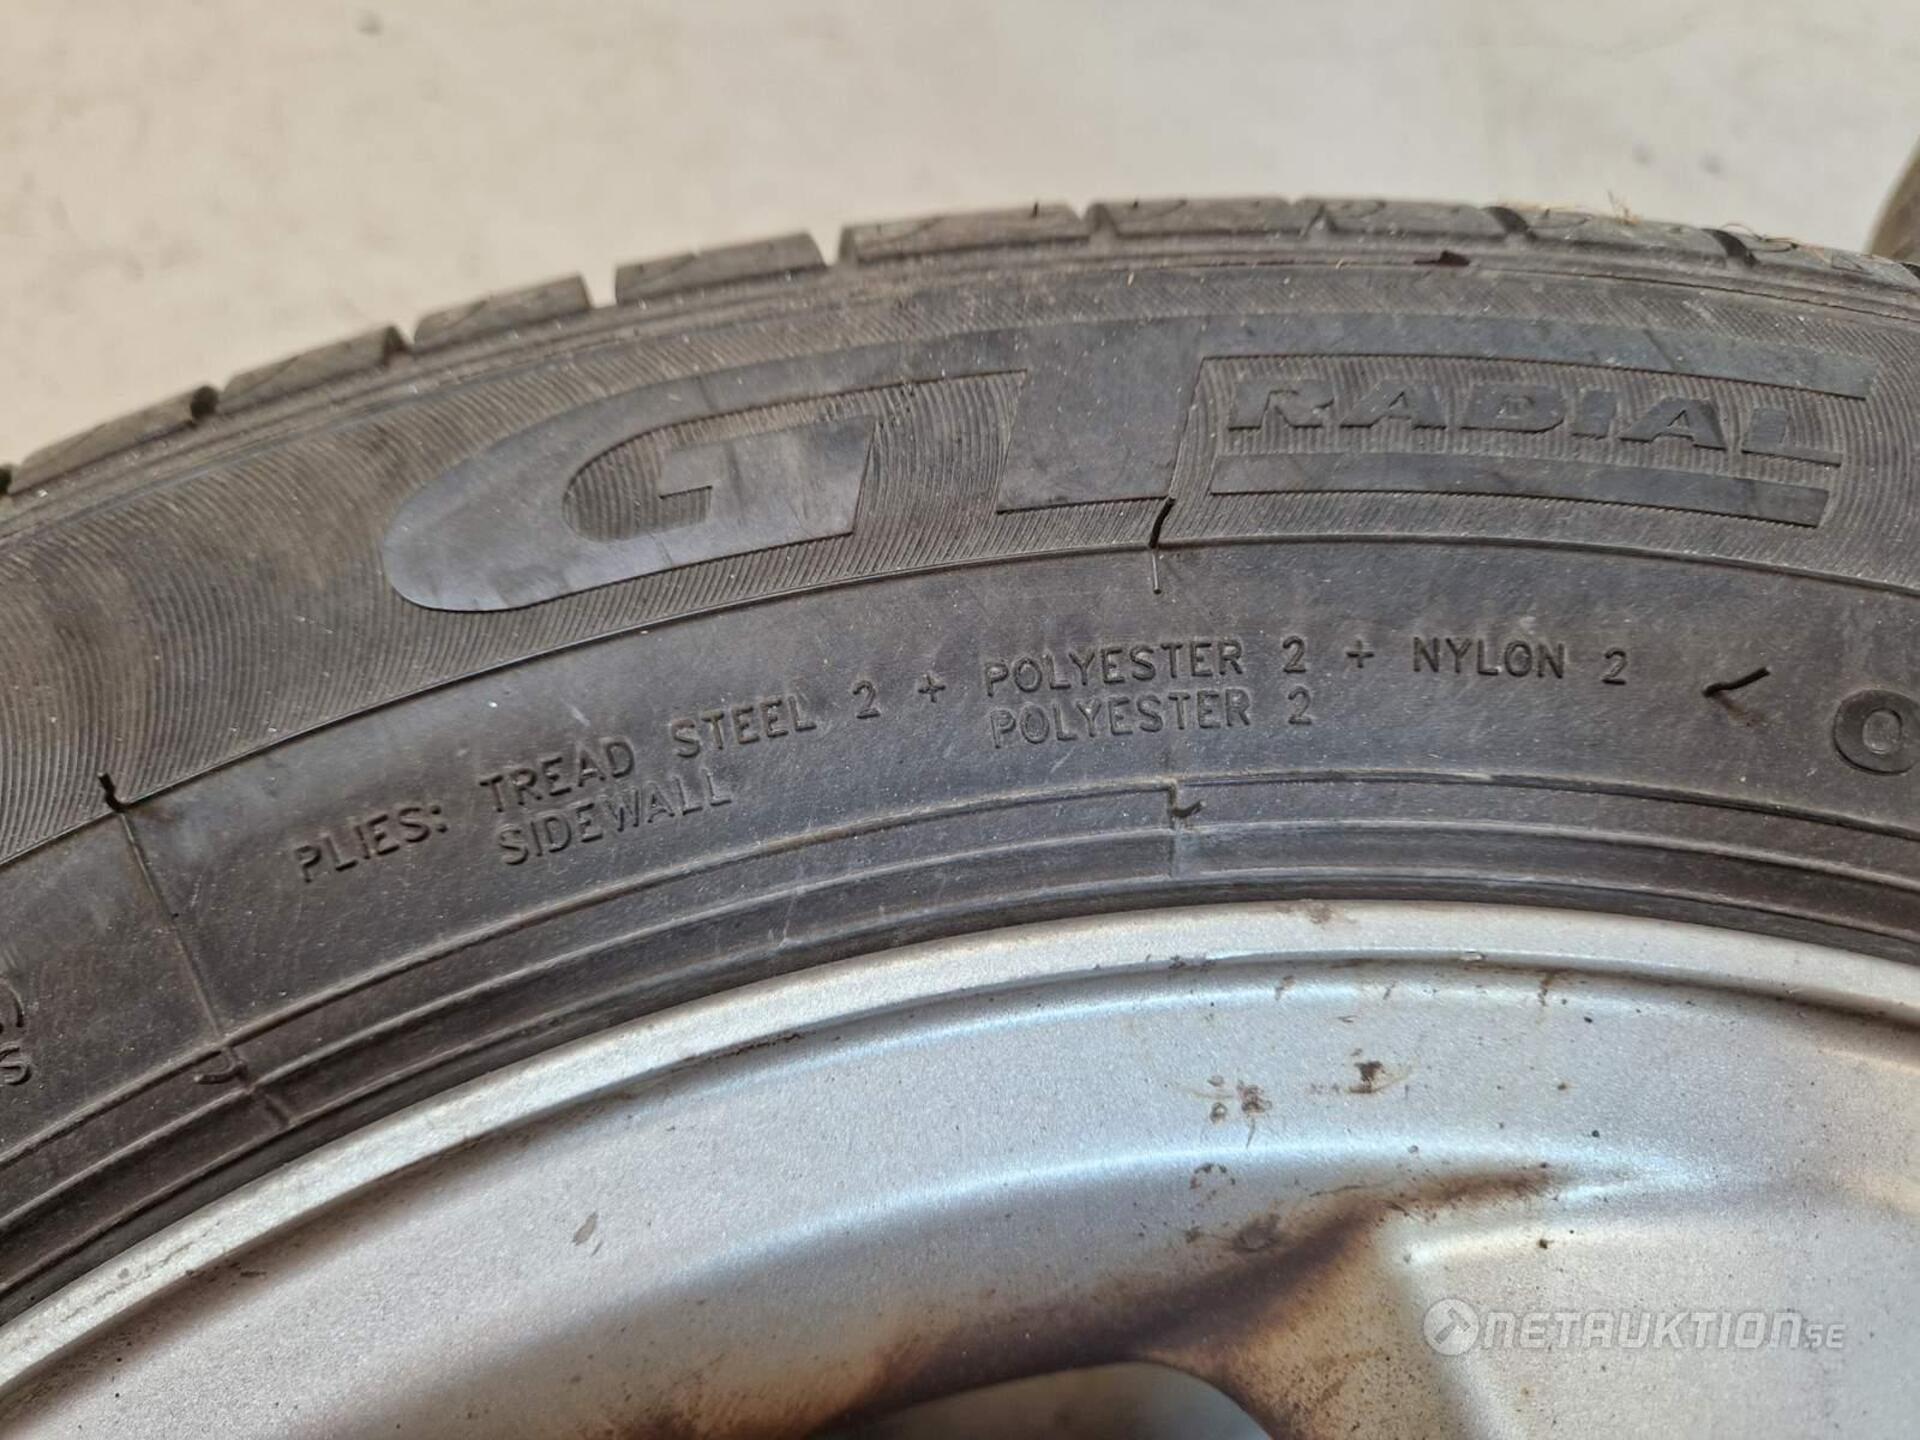 GT RADIAL
PLIES: TREAD STEEL 2 + POLYESTER 2 + NYLON 2
SIDEWALL POLYESTER 2
NETAUKTION.SE